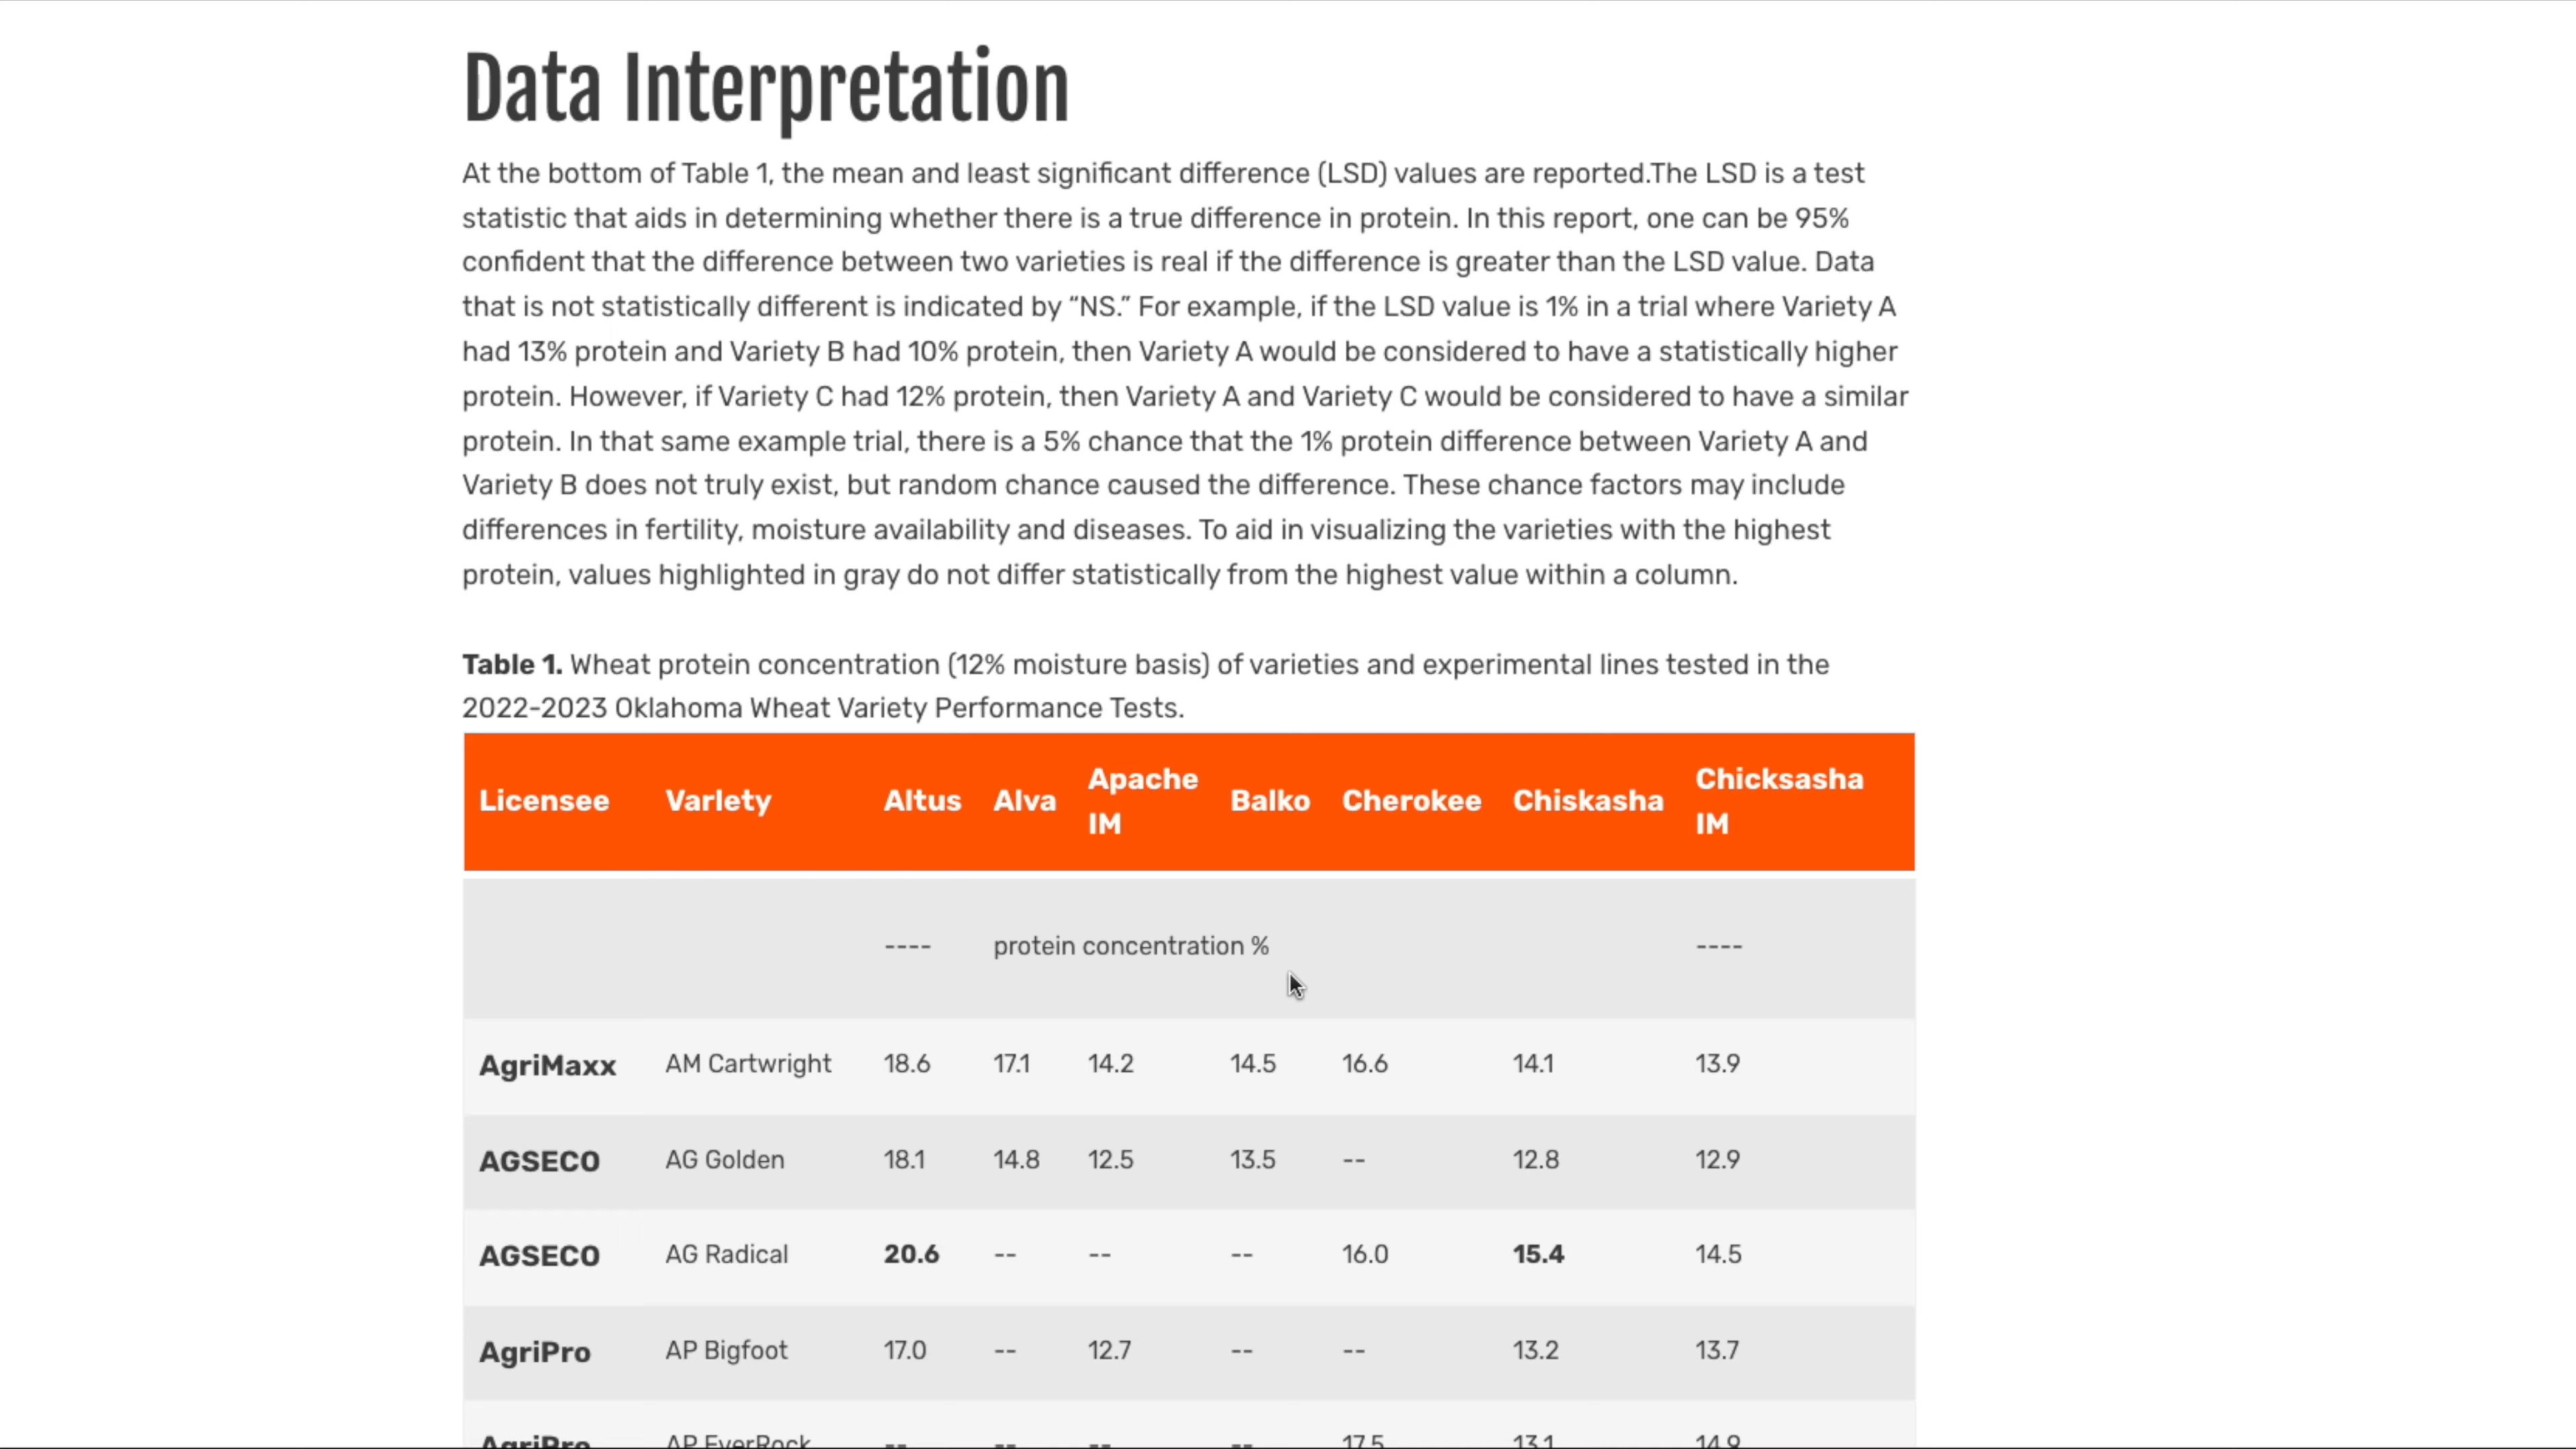 Data Interpretation
At the bottom of Table 1, the mean and least significant difference (LSD) values are reported.The LSD is a test
statistic that aids in determining whether there is a true difference in protein. In this report, one can be 95%
confident that the difference between two varieties is real if the difference is greater than the LSD value. Data
that is not statistically different is indicated by “NS.” For example, if the LSD value is 1% in a trial where Variety A
had 13% protein and Variety B had 10% protein, then Variety A would be considered to have a statistically higher
protein. However, if Variety C had 12% protein, then Variety A and Variety C would be considered to have a similar
protein. In that same example trial, there is a 5% chance that the 1% protein difference between Variety A and
Variety B does not truly exist, but random chance caused the difference. These chance factors may include
differences in fertility, moisture availability and diseases. To aid in visualizing the varieties with the highest
protein, values highlighted in gray do not differ statistically from the highest value within a column.
Table 1. Wheat protein concentration (12% moisture basis) of varieties and experimental lines tested in the
2022-2023 Oklahoma Wheat Variety Performance Tests.
Licensee Varlety Altus Alva Apache IM Balko Cherokee Chiskasha Chicksasha IM
---- protein concentration % ----
AgriMaxx AM Cartwright 18.6 17.1 14.2 14.5 16.6 14.1 13.9
AGSECO AG Golden 18.1 14.8 12.5 13.5 -- 12.8 12.9
AGSECO AG Radical 20.6 -- -- -- 16.0 15.4 14.5
AgriPro AP Bigfoot 17.0 -- 12.7 -- -- 13.2 13.7
AgriPro AP EverRock -- -- -- -- 17.5 13.1 14.9